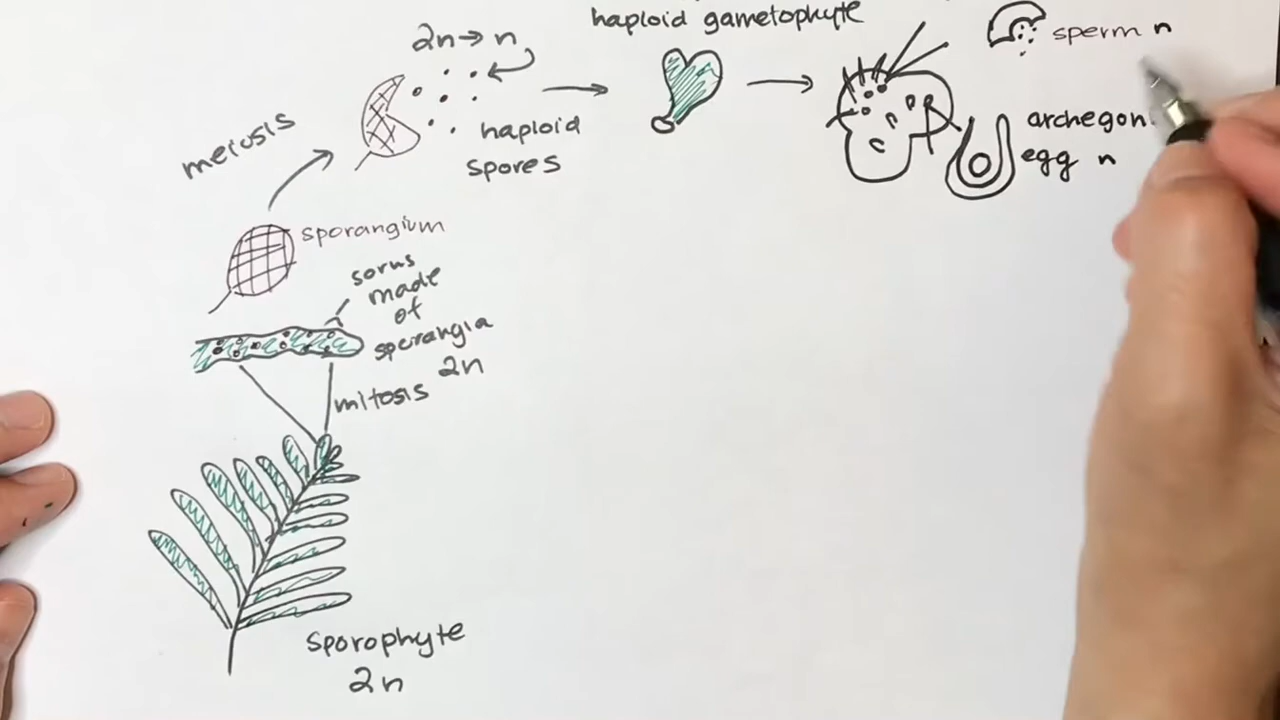 haploid gametophyte
2n→n
sperm n
meiosis
haploid
spores
archegon
egg n
sporangium
sorus
made
of
sporangia
2n
mitosis
Sporophyte
2n